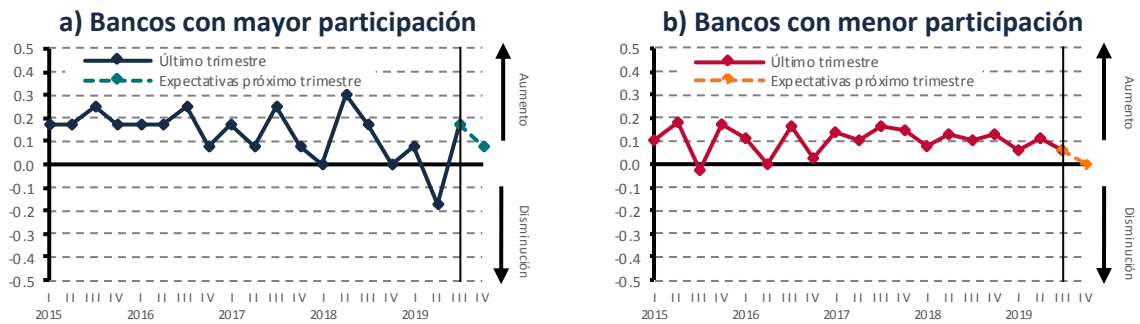 a) Bancos con mayor participación
0.5
0.4
0.3
0.2
0.1
0.0
-0.1
-0.2
-0.3
-0.4
-0.5
Último trimestre
Expectativas próximo trimestre
Aumento
Disminución
I II III IV I II III IV I II III IV I II III IV I II III IV
2015 2016 2017 2018 2019
b) Bancos con menor participación
0.5
0.4
0.3
0.2
0.1
0.0
-0.1
-0.2
-0.3
-0.4
-0.5
Último trimestre
Expectativas próximo trimestre
Aumento
Disminución
I II III IV I II III IV I II III IV I II III IV I II III IV
2015 2016 2017 2018 2019